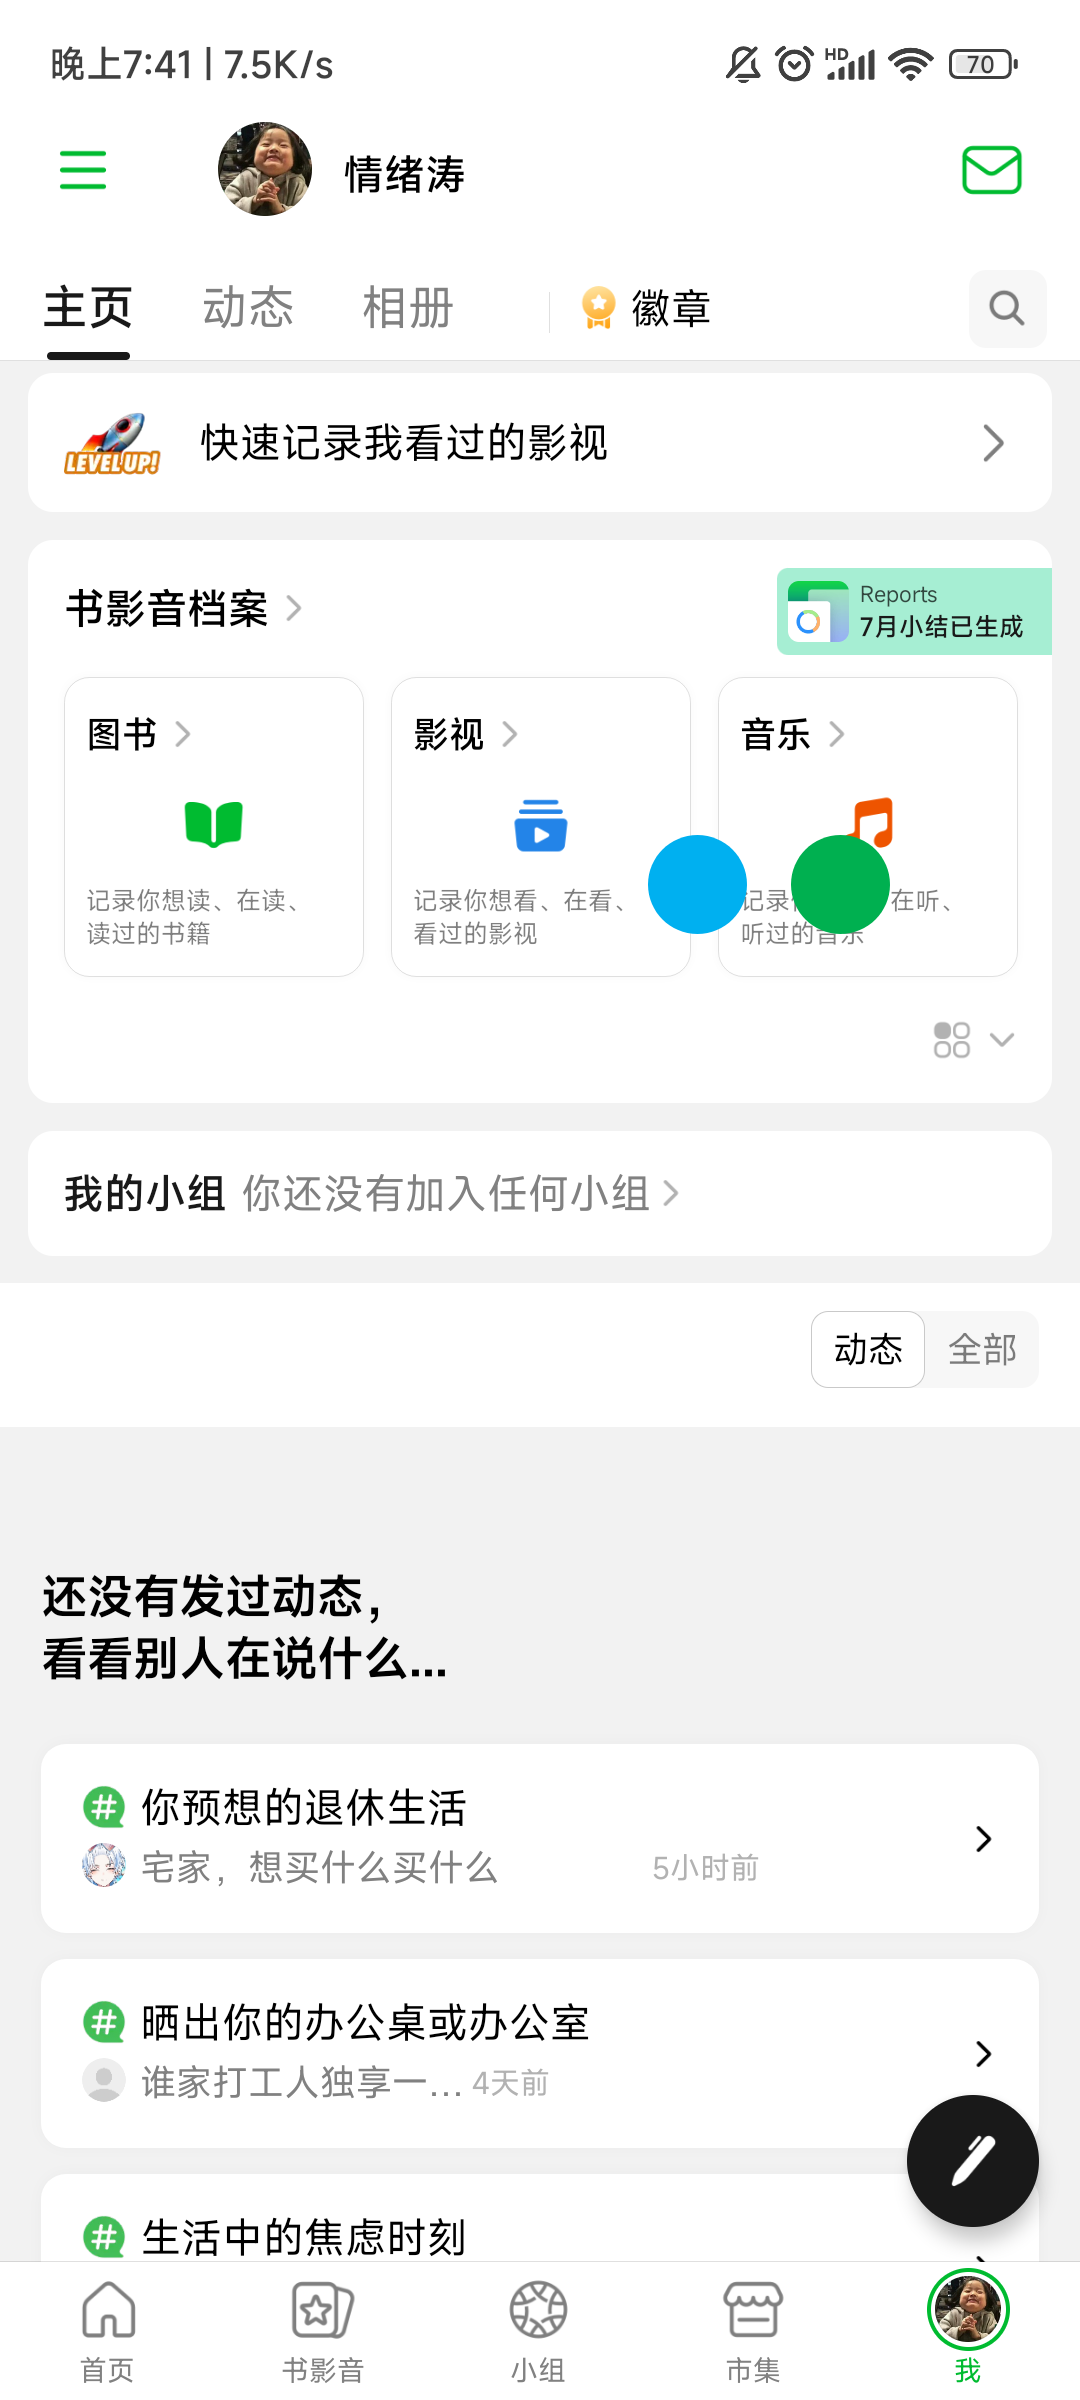 晚上7:41 | 7.5K/s
HD
70
情绪涛
主页 动态 相册 徽章
LEVEL UP!
快速记录我看过的影视
书影音档案
Reports
7月小结已生成
图书
记录你想读、在读、
读过的书籍
影视
记录你想看、在看、
看过的影视
音乐
记录 在听、
听过的音乐
我的小组 你还没有加入任何小组
动态 全部
还没有发过动态，
看看别人在说什么...
你预想的退休生活
宅家，想买什么买什么 5小时前
晒出你的办公桌或办公室
谁家打工人独享一... 4天前
生活中的焦虑时刻
首页 书影音 小组 市集 我